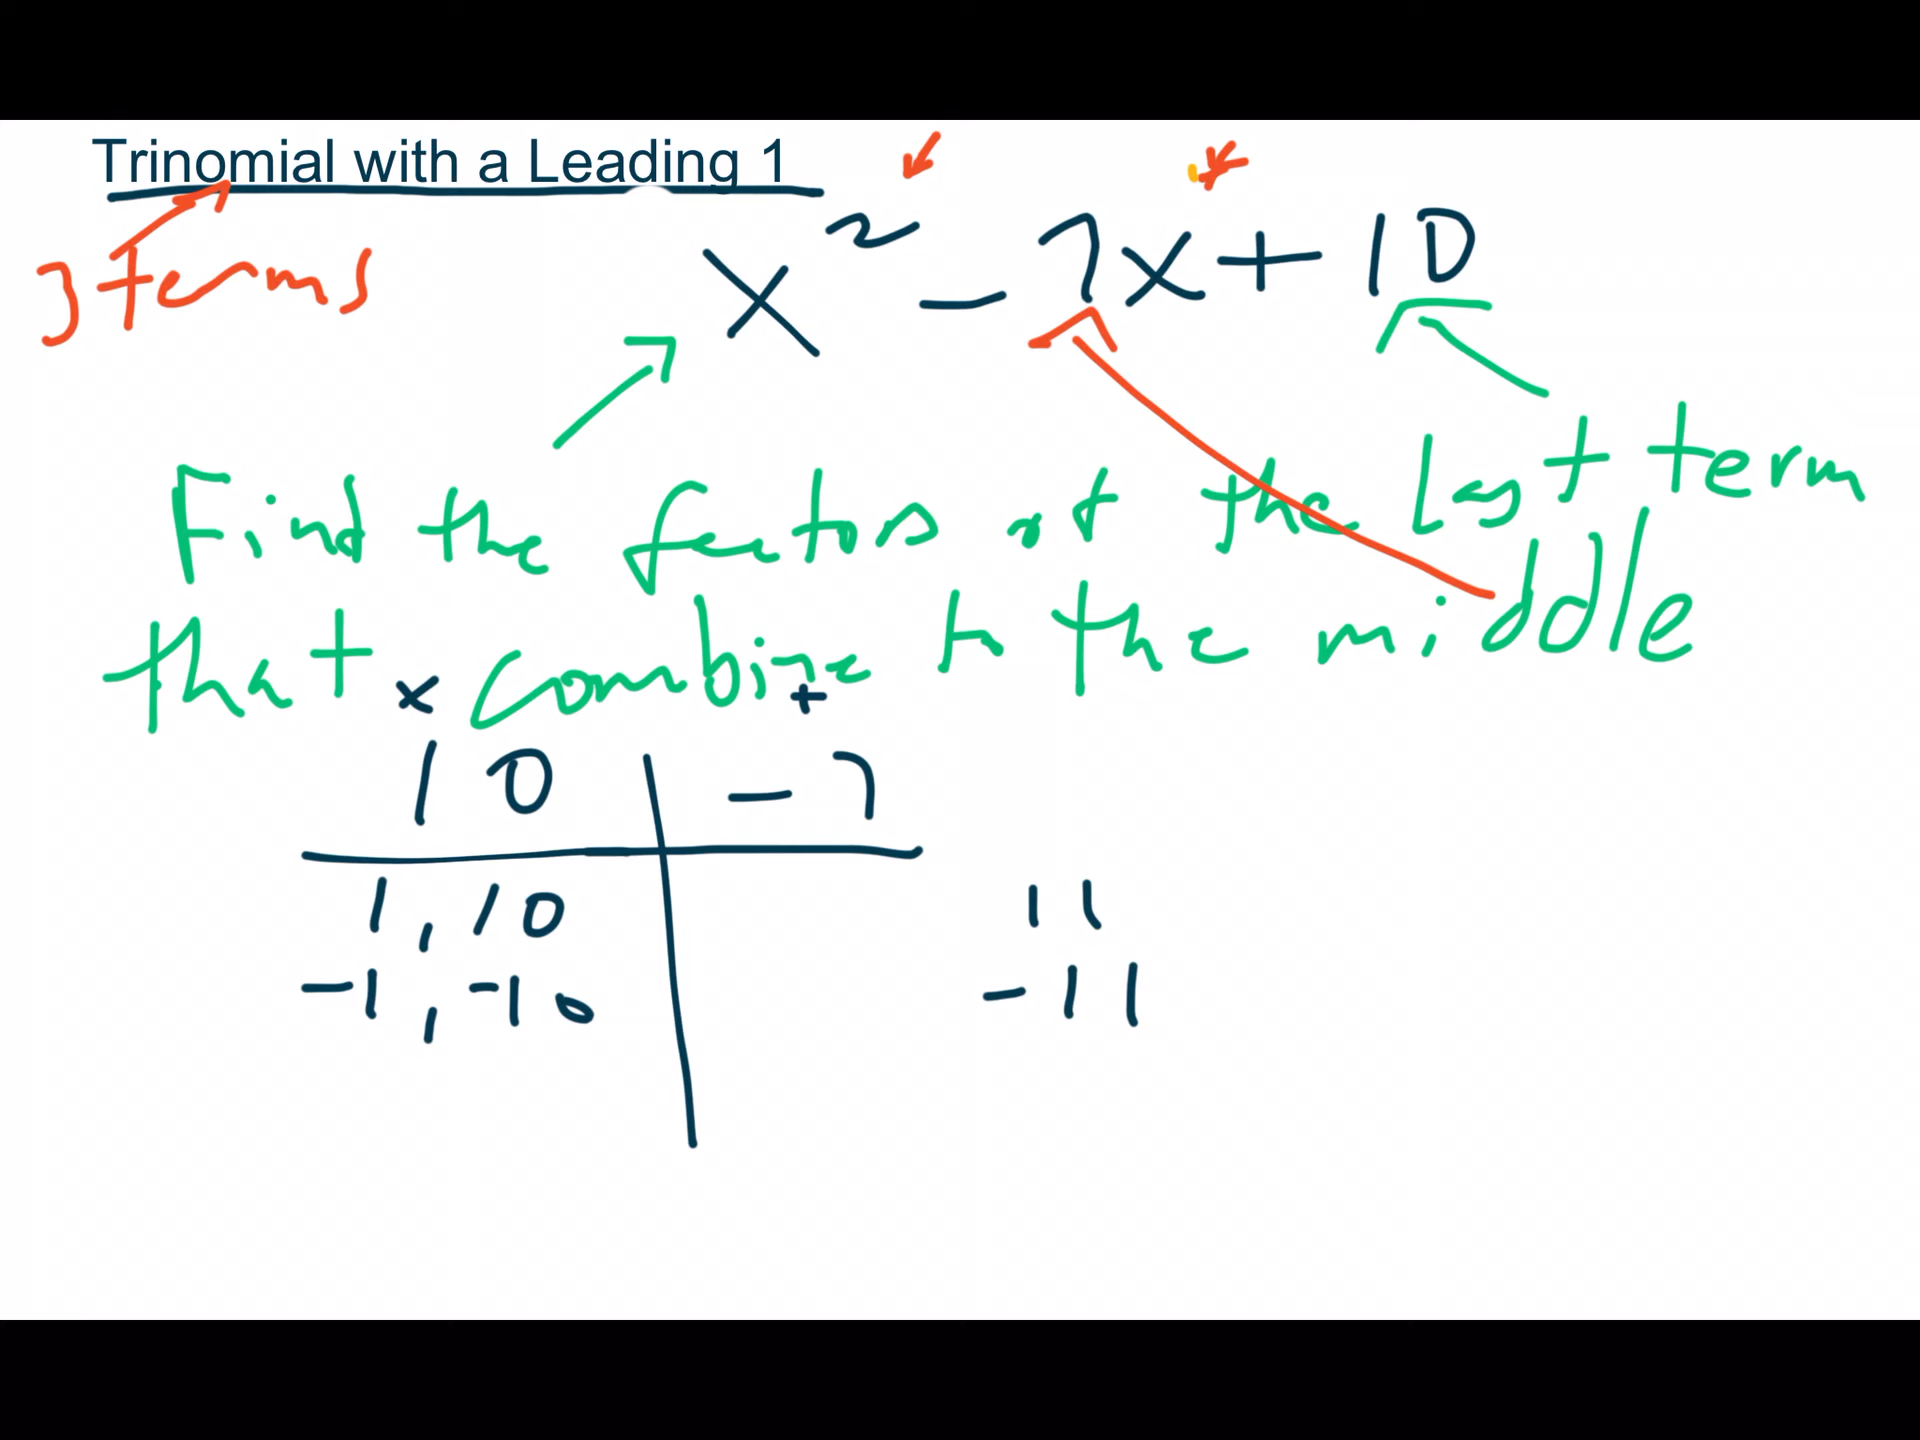 Trinomial with a Leading 1
3 terms
x² - 7x + 10
Find the factors of the last term
that combine to the middle
× +
10 | -7
1, 10 11
-1, -10 -11